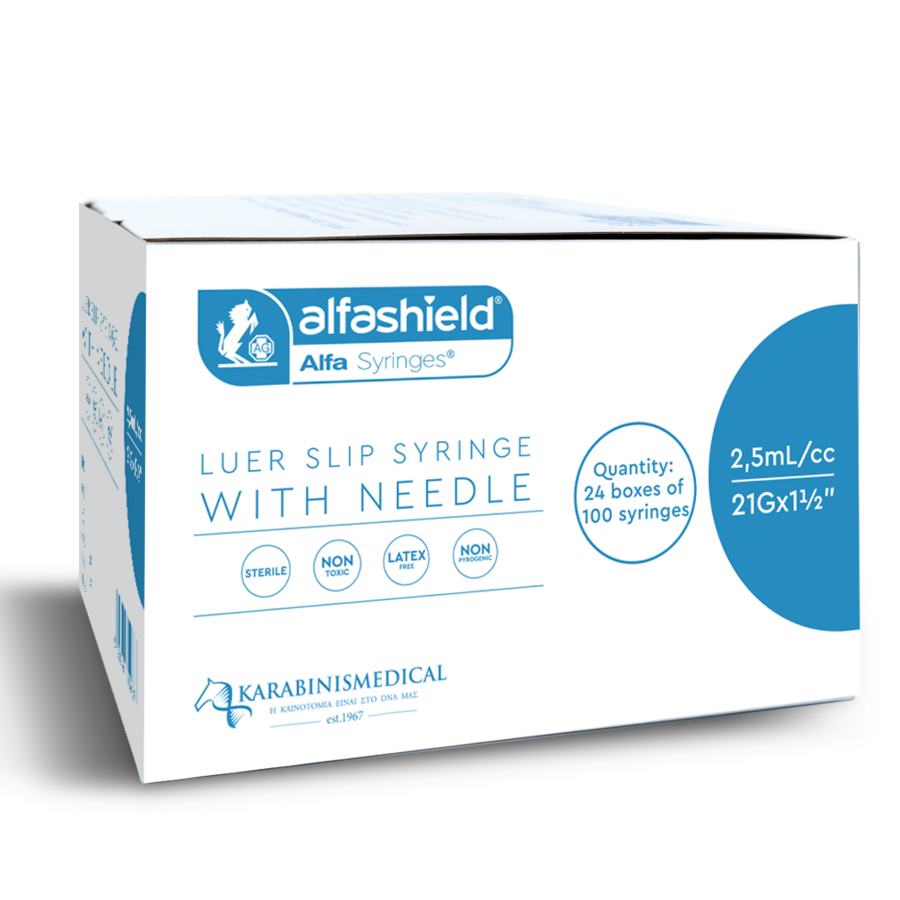 AG
alfashield®
Alfa Syringes®
LUER SLIP SYRINGE
WITH NEEDLE
STERILE
NON
TOXIC
LATEX
FREE
NON
PYROGENIC
Quantity:
24 boxes of
100 syringes
2,5mL/cc
21Gx1½"
KARABINISMEDICAL
Η ΚΑΙΝΟΤΟΜΙΑ ΕΙΝΑΙ ΣΤΟ DNA ΜΑΣ
est.1967